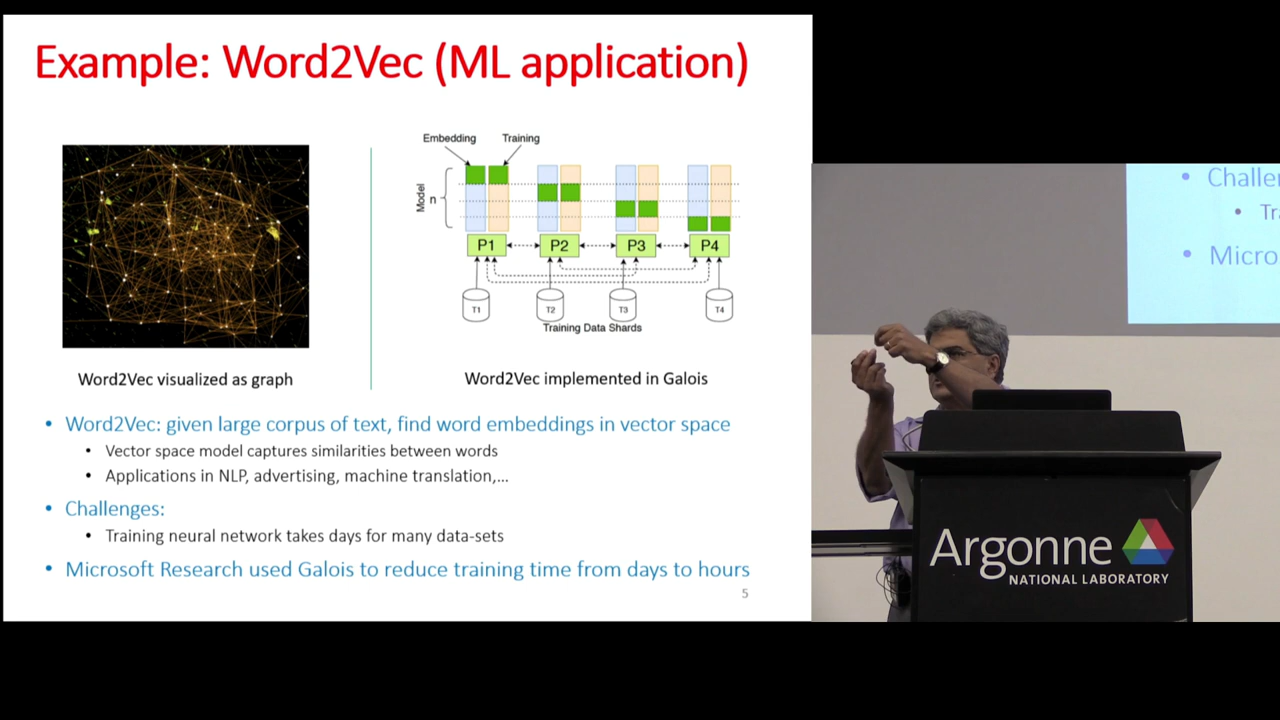 Example: Word2Vec (ML application)
Embedding Training
Model
n
P1 P2 P3 P4
T1 T2 T3 T4
Training Data Shards
Word2Vec visualized as graph
Word2Vec implemented in Galois
• Word2Vec: given large corpus of text, find word embeddings in vector space
• Vector space model captures similarities between words
• Applications in NLP, advertising, machine translation,...
• Challenges:
• Training neural network takes days for many data-sets
• Microsoft Research used Galois to reduce training time from days to hours
5
• Challe
• Tr
• Micro
Argonne
NATIONAL LABORATORY